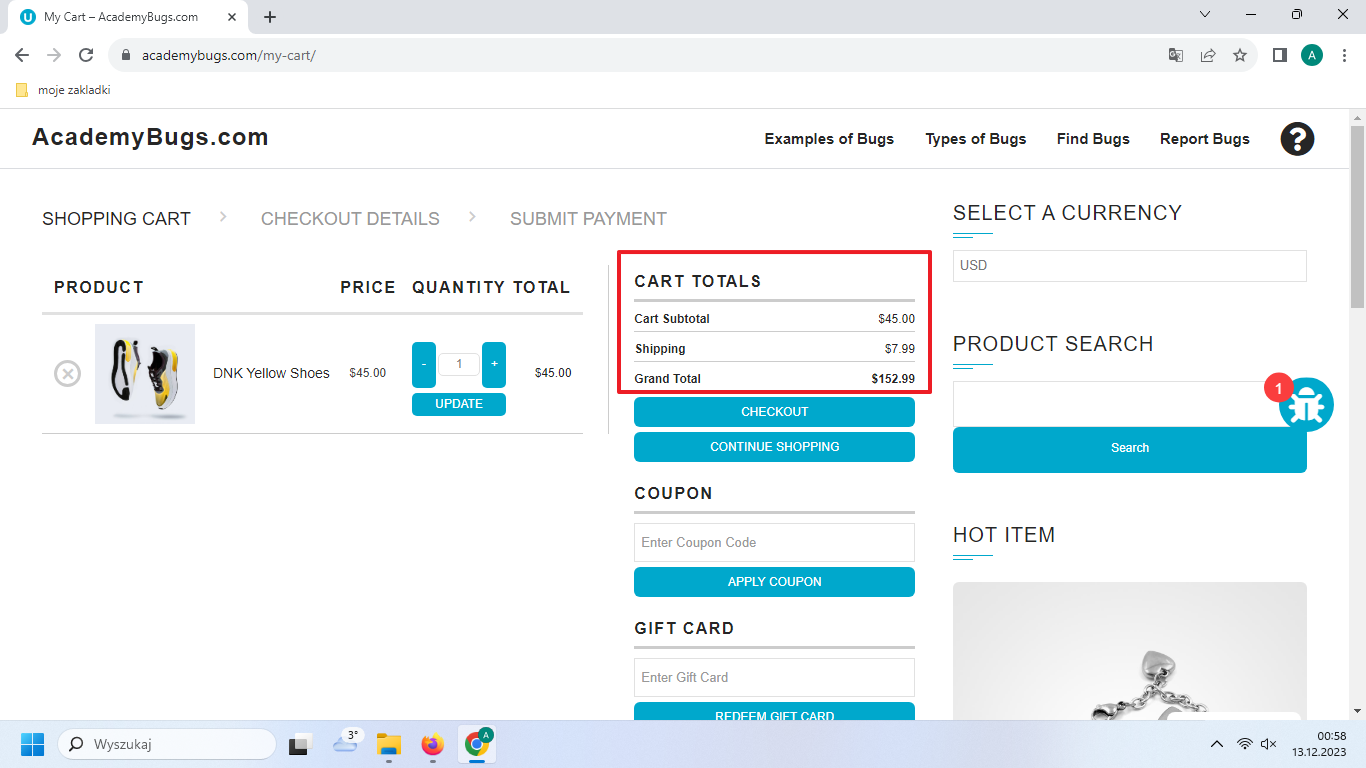 My Cart – AcademyBugs.com
academybugs.com/my-cart/
A
moje zakladki
AcademyBugs.com
Examples of Bugs
Types of Bugs
Find Bugs
Report Bugs
?
SHOPPING CART
CHECKOUT DETAILS
SUBMIT PAYMENT
PRODUCT PRICE QUANTITY TOTAL
DNK Yellow Shoes $45.00 - 1 + $45.00
UPDATE
CART TOTALS
Cart Subtotal $45.00
Shipping $7.99
Grand Total $152.99
CHECKOUT
CONTINUE SHOPPING
COUPON
Enter Coupon Code
APPLY COUPON
GIFT CARD
Enter Gift Card
REDEEM GIFT CARD
SELECT A CURRENCY
USD
PRODUCT SEARCH
1
Search
HOT ITEM
Wyszukaj
3°
A
00:58
13.12.2023